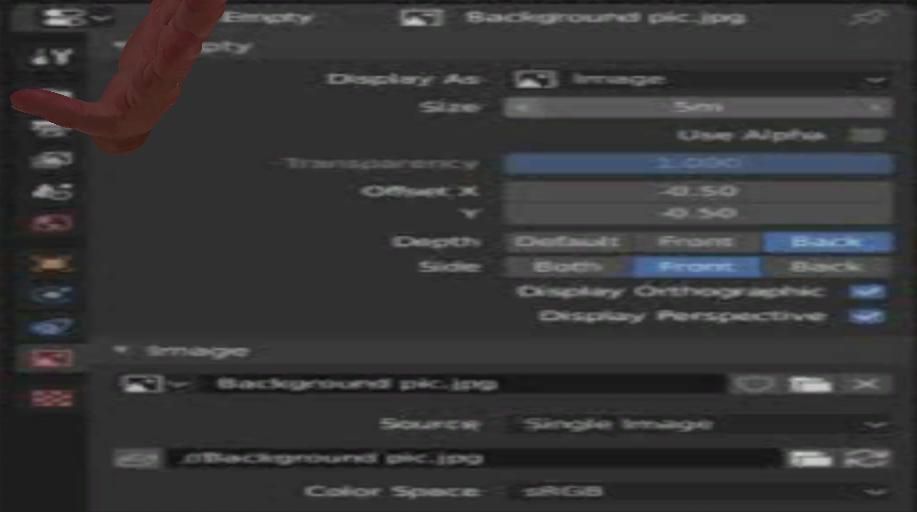 Empty Background pic.jpg
Display As Image
Size 5m
Use Alpha
Transparency 1.000
Offset X -0.50
Y -0.50
Depth Default Front Back
Side Both Front Back
Display Orthographic
Display Perspective
Image
Background pic.jpg
Source Single Image
//Background pic.jpg
Color Space sRGB